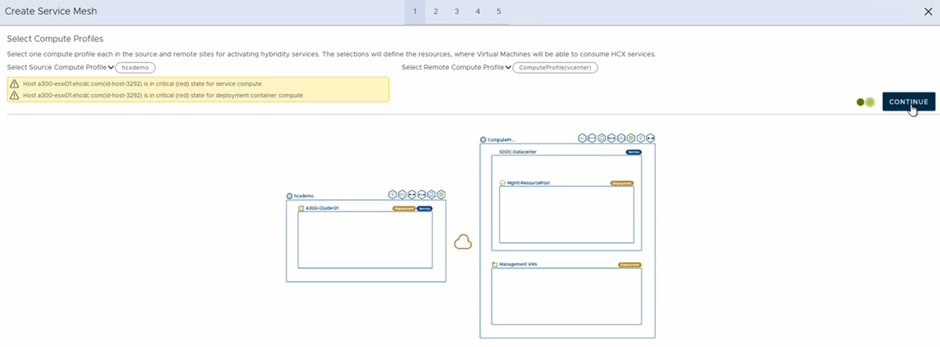 Create Service Mesh
1 2 3 4 5
Select Compute Profiles
Select one compute profile each in the source and remote sites for activating hybridity services. The selections will define the resources, where Virtual Machines will be able to consume HCX services.
Select Source Compute Profile hcxdemo
Select Remote Compute Profile ComputeProfile(vcenter)
Host a300-esxi01.ehcdc.com(id-host-3292) is in critical (red) state for service compute.
Host a300-esxi01.ehcdc.com(id-host-3292) is in critical (red) state for deployment container compute.
CONTINUE
ComputePr...
SDDC-Datacenter Service
Mgmt-ResourcePool Deployment
hcxdemo
A300-Cluster01 Deployment Service
Management VMs Deployment